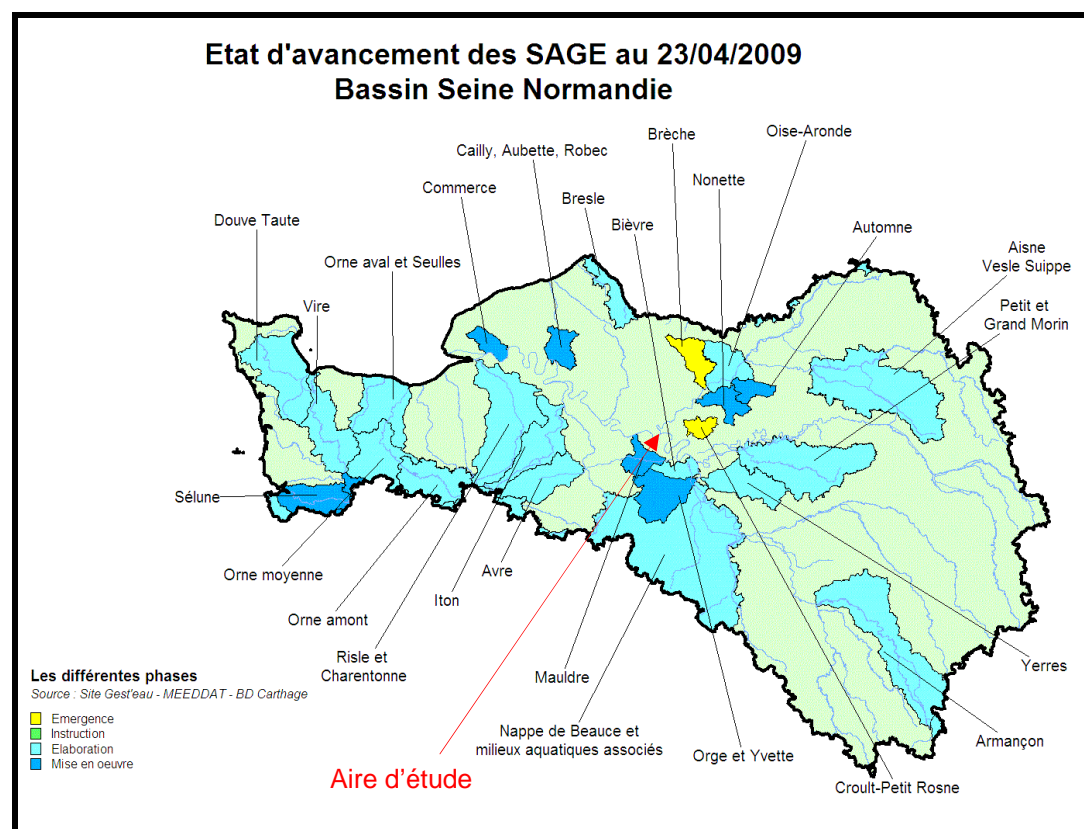 Etat d'avancement des SAGE au 23/04/2009
Bassin Seine Normandie
Brèche
Oise-Aronde
Cailly, Aubette, Robec
Nonette
Commerce
Bresle
Bièvre
Automne
Douve Taute
Aisne
Vesle Suippe
Orne aval et Seulles
Petit et
Grand Morin
Vire
Sélune
Orne moyenne
Avre
Iton
Orne amont
Risle et
Charentonne
Mauldre
Yerres
Nappe de Beauce et
milieux aquatiques associés
Orge et Yvette
Armançon
Croult-Petit Rosne
Aire d’étude
Les différentes phases
Source : Site Gest'eau - MEEDDAT - BD Carthage
Emergence
Instruction
Elaboration
Mise en oeuvre